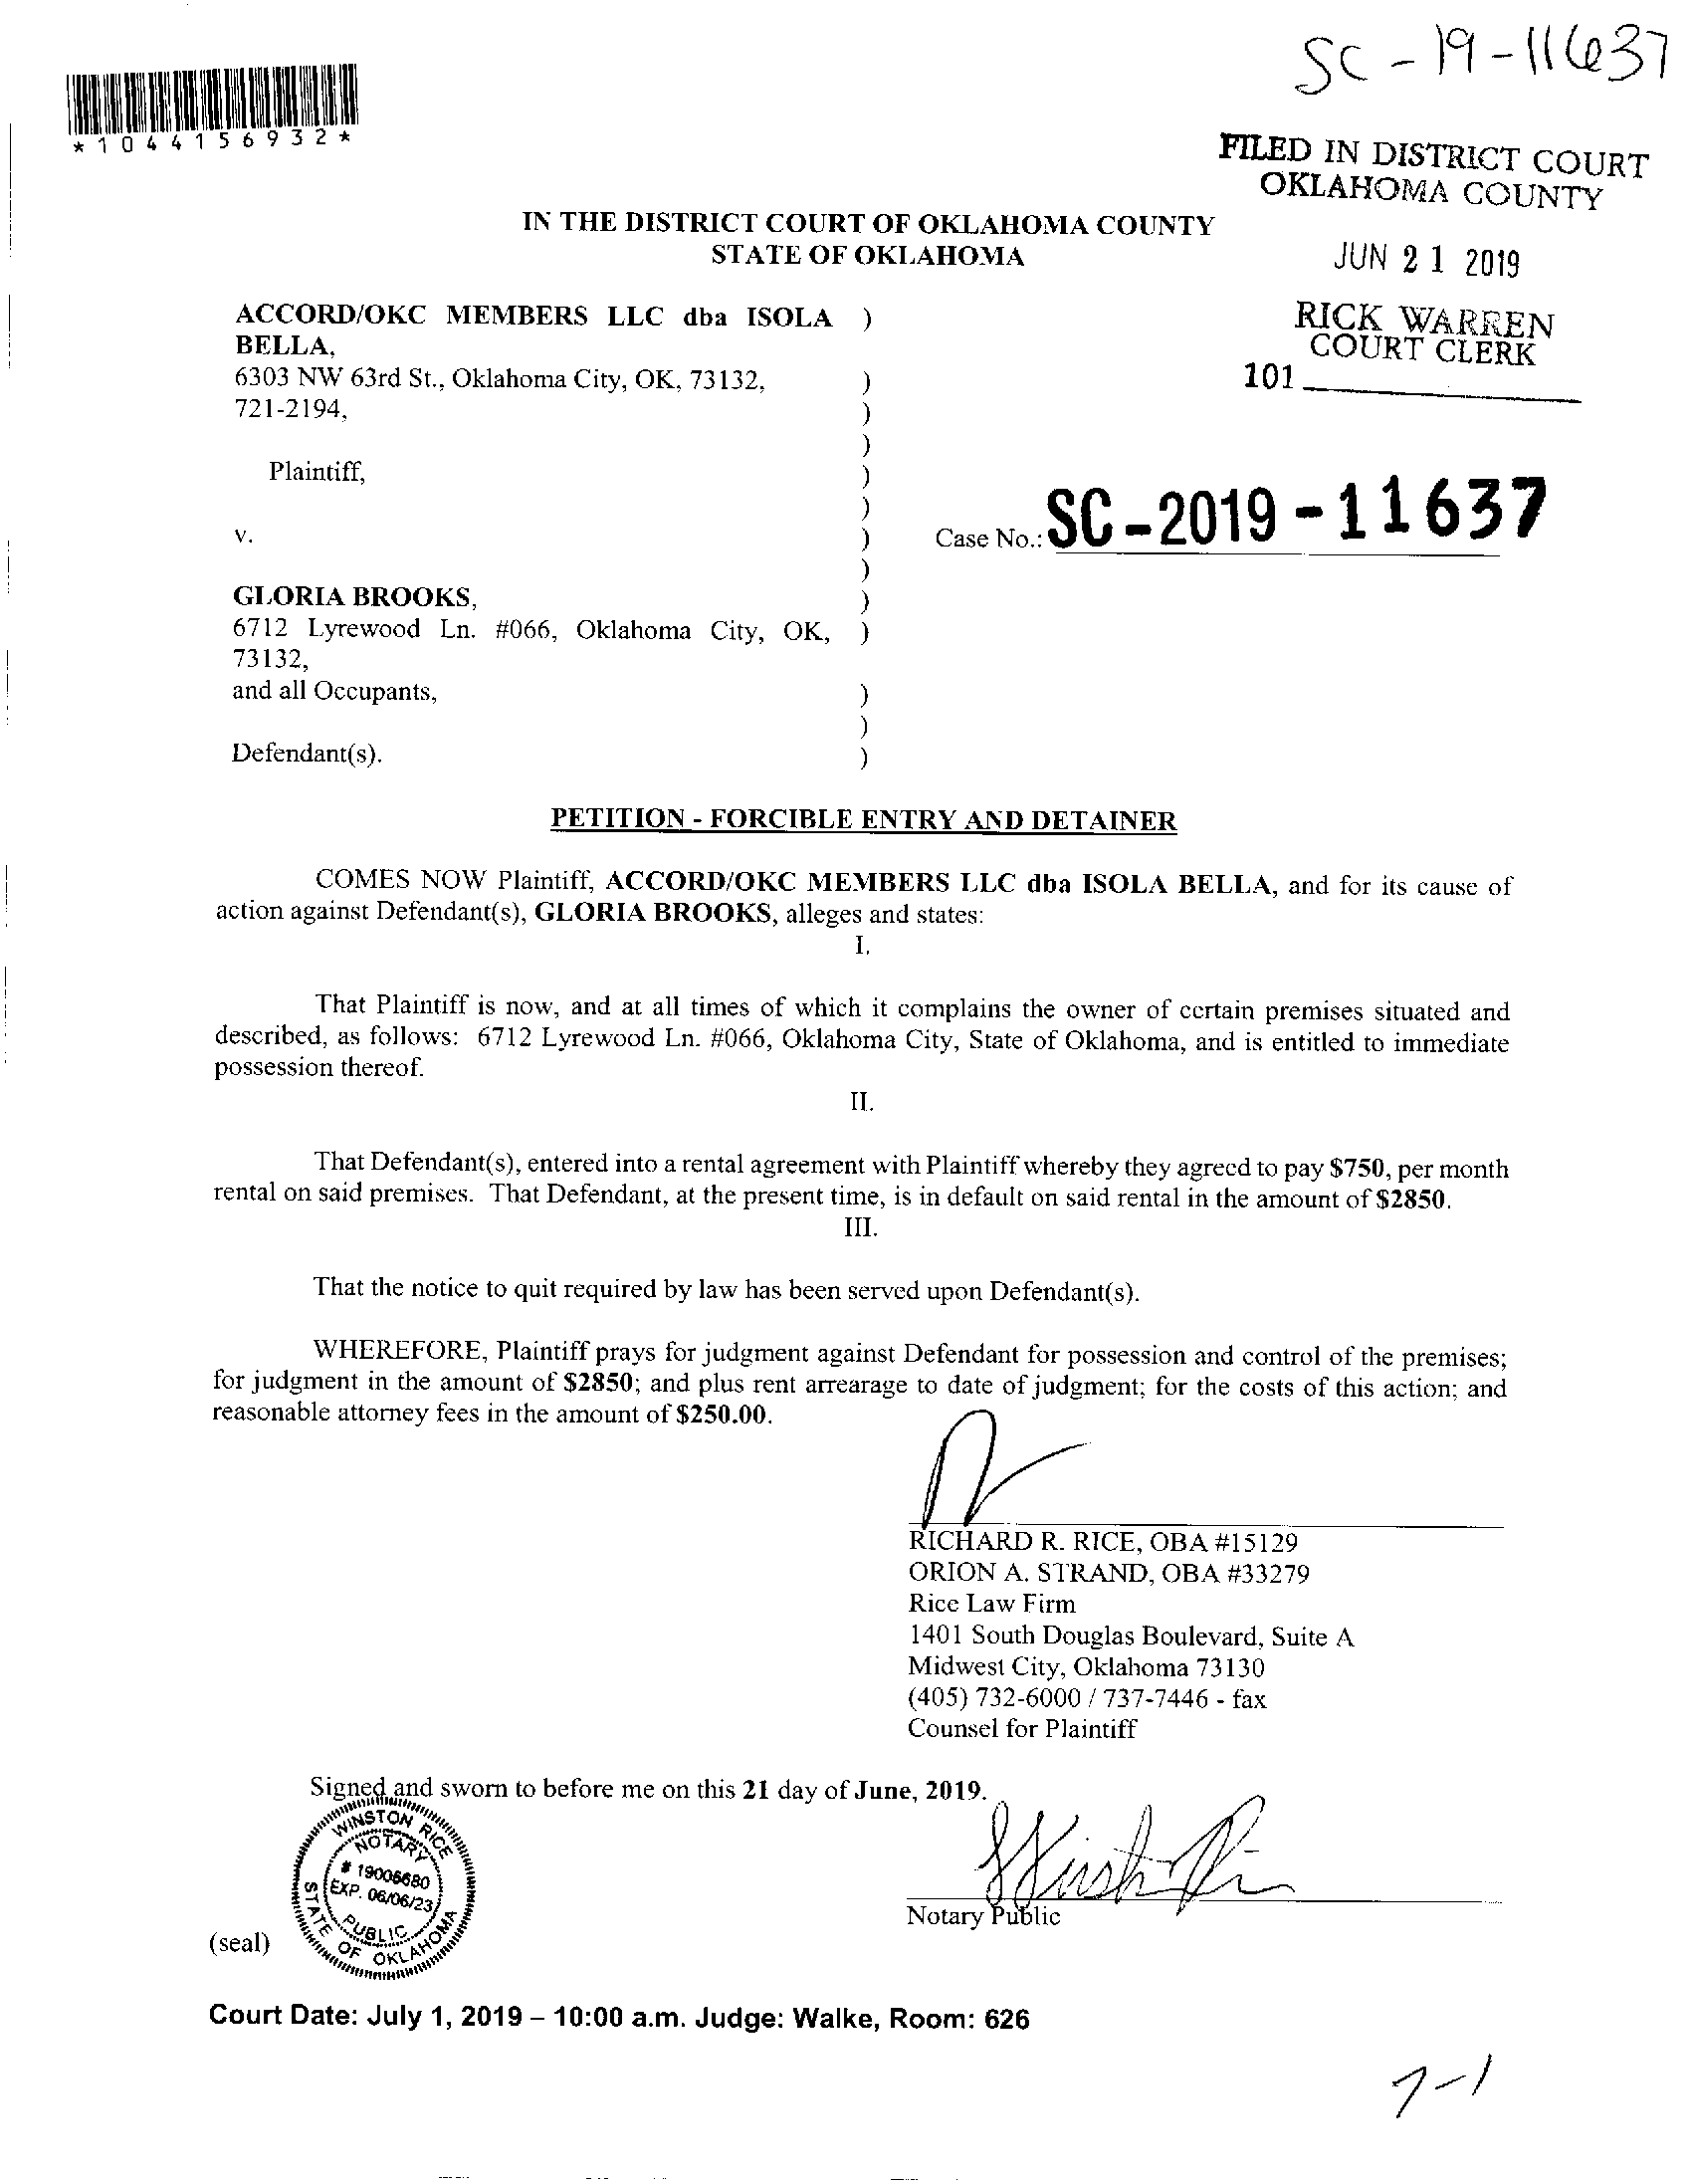 SC-19-11637
*1044156932*
FILED IN DISTRICT COURT
OKLAHOMA COUNTY
JUN 21 2019
RICK WARREN
COURT CLERK
101
IN THE DISTRICT COURT OF OKLAHOMA COUNTY
STATE OF OKLAHOMA
ACCORD/OKC MEMBERS LLC dba ISOLA )
BELLA,
6303 NW 63rd St., Oklahoma City, OK, 73132, )
721-2194, )
)
Plaintiff, )
)
v. )
Case No.: SC-2019-11637
)
GLORIA BROOKS, )
6712 Lyrewood Ln. #066, Oklahoma City, OK, )
73132,
and all Occupants, )
)
Defendant(s). )
PETITION - FORCIBLE ENTRY AND DETAINER
COMES NOW Plaintiff, ACCORD/OKC MEMBERS LLC dba ISOLA BELLA, and for its cause of
action against Defendant(s), GLORIA BROOKS, alleges and states:
I.
That Plaintiff is now, and at all times of which it complains the owner of certain premises situated and
described, as follows: 6712 Lyrewood Ln. #066, Oklahoma City, State of Oklahoma, and is entitled to immediate
possession thereof.
II.
That Defendant(s), entered into a rental agreement with Plaintiff whereby they agreed to pay $750, per month
rental on said premises. That Defendant, at the present time, is in default on said rental in the amount of $2850.
III.
That the notice to quit required by law has been served upon Defendant(s).
WHEREFORE, Plaintiff prays for judgment against Defendant for possession and control of the premises;
for judgment in the amount of $2850; and plus rent arrearage to date of judgment; for the costs of this action; and
reasonable attorney fees in the amount of $250.00.
RICHARD R. RICE, OBA #15129
ORION A. STRAND, OBA #33279
Rice Law Firm
1401 South Douglas Boulevard, Suite A
Midwest City, Oklahoma 73130
(405) 732-6000 / 737-7446 - fax
Counsel for Plaintiff
Signed and sworn to before me on this 21 day of June, 2019.
WINSTON RICE
NOTARY
# 19006680
EXP. 06/06/23
PUBLIC
STATE OF OKLAHOMA
Notary Public
(seal)
Court Date: July 1, 2019 – 10:00 a.m. Judge: Walke, Room: 626
7-1